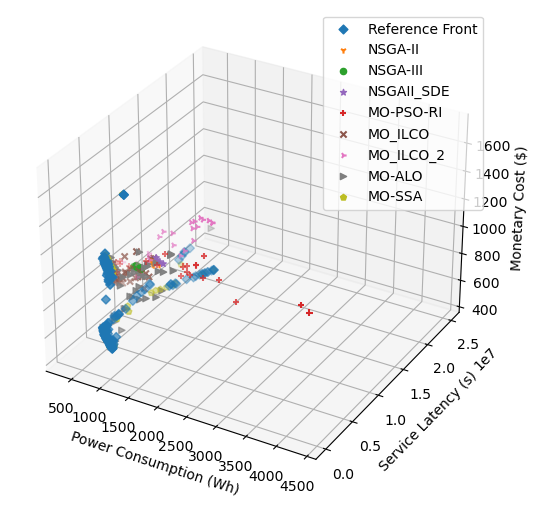 Reference Front
NSGA-II
NSGA-III
NSGAII_SDE
MO-PSO-RI
MO_ILCO
MO_ILCO_2
MO-ALO
MO-SSA
1600
1400
1200
1000
800
600
400
Monetary Cost ($)
2.5
2.0
1.5
1.0
0.5
0.0
1e7
Service Latency (s)
500
1000
1500
2000
2500
3000
3500
4000
4500
Power Consumption (Wh)